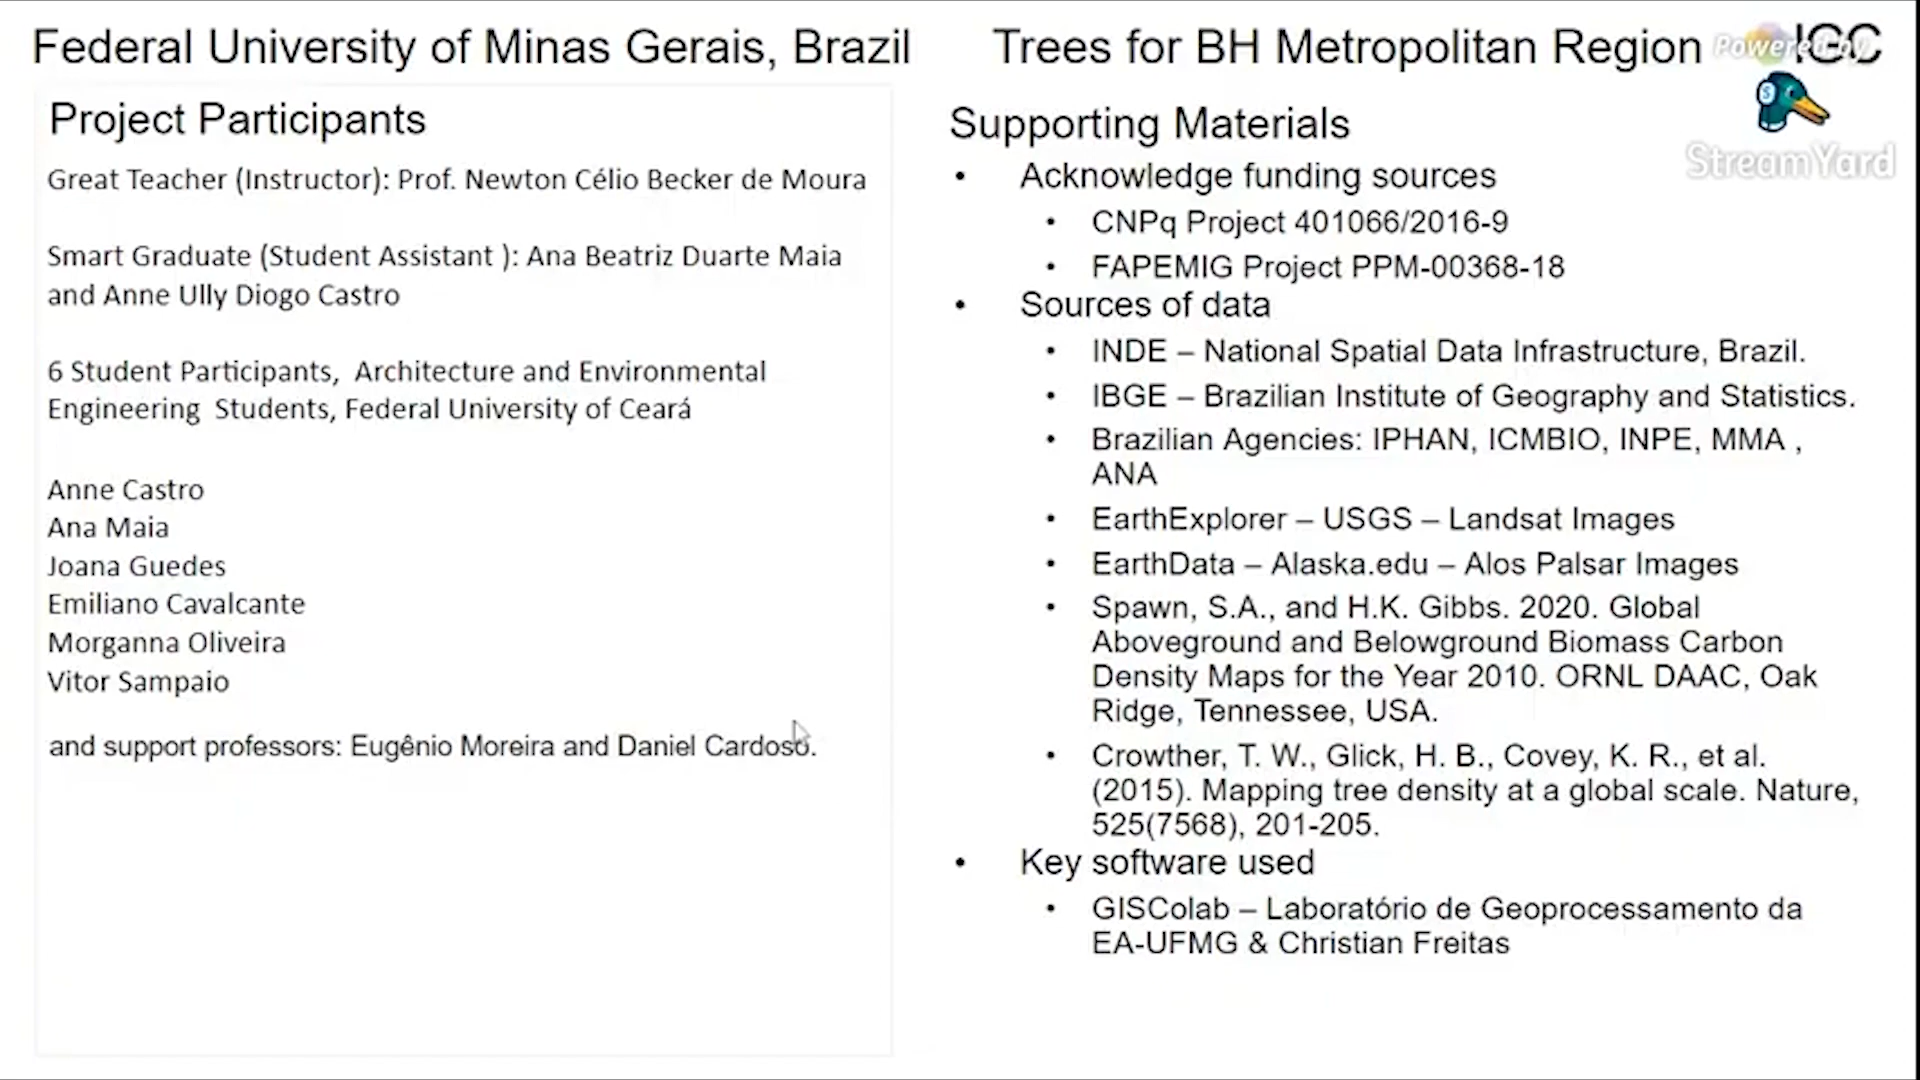 Federal University of Minas Gerais, Brazil
Trees for BH Metropolitan Region
Powered by
IGC
StreamYard
Project Participants
Great Teacher (Instructor): Prof. Newton Célio Becker de Moura
Smart Graduate (Student Assistant ): Ana Beatriz Duarte Maia
and Anne Ully Diogo Castro
6 Student Participants,  Architecture and Environmental
Engineering  Students, Federal University of Ceará
Anne Castro
Ana Maia
Joana Guedes
Emiliano Cavalcante
Morganna Oliveira
Vitor Sampaio
and support professors: Eugênio Moreira and Daniel Cardoso.
Supporting Materials
• Acknowledge funding sources
• CNPq Project 401066/2016-9
• FAPEMIG Project PPM-00368-18
• Sources of data
• INDE – National Spatial Data Infrastructure, Brazil.
• IBGE – Brazilian Institute of Geography and Statistics.
• Brazilian Agencies: IPHAN, ICMBIO, INPE, MMA ,
ANA
• EarthExplorer – USGS – Landsat Images
• EarthData – Alaska.edu – Alos Palsar Images
• Spawn, S.A., and H.K. Gibbs. 2020. Global
Aboveground and Belowground Biomass Carbon
Density Maps for the Year 2010. ORNL DAAC, Oak
Ridge, Tennessee, USA.
• Crowther, T. W., Glick, H. B., Covey, K. R., et al.
(2015). Mapping tree density at a global scale. Nature,
525(7568), 201-205.
• Key software used
• GISColab – Laboratório de Geoprocessamento da
EA-UFMG & Christian Freitas